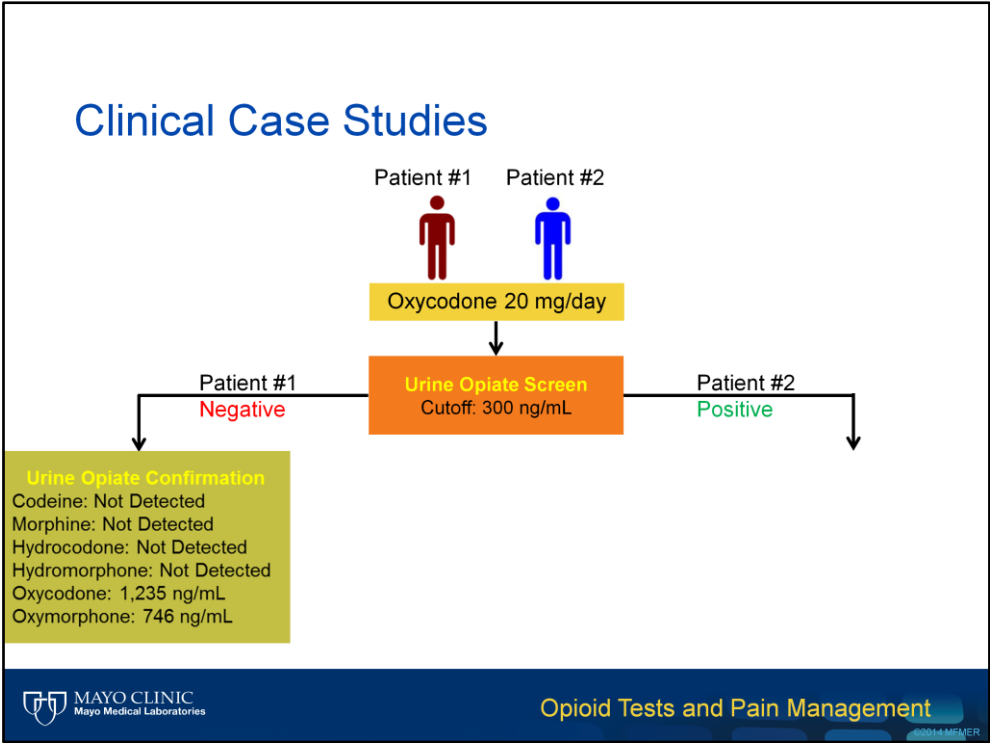 Clinical Case Studies
Patient #1
Patient #2
Oxycodone 20 mg/day
Patient #1
Negative
Urine Opiate Screen
Cutoff: 300 ng/mL
Patient #2
Positive
Urine Opiate Confirmation
Codeine: Not Detected
Morphine: Not Detected
Hydrocodone: Not Detected
Hydromorphone: Not Detected
Oxycodone: 1,235 ng/mL
Oxymorphone: 746 ng/mL
MAYO CLINIC
Mayo Medical Laboratories
Opioid Tests and Pain Management
©2014 MFMER